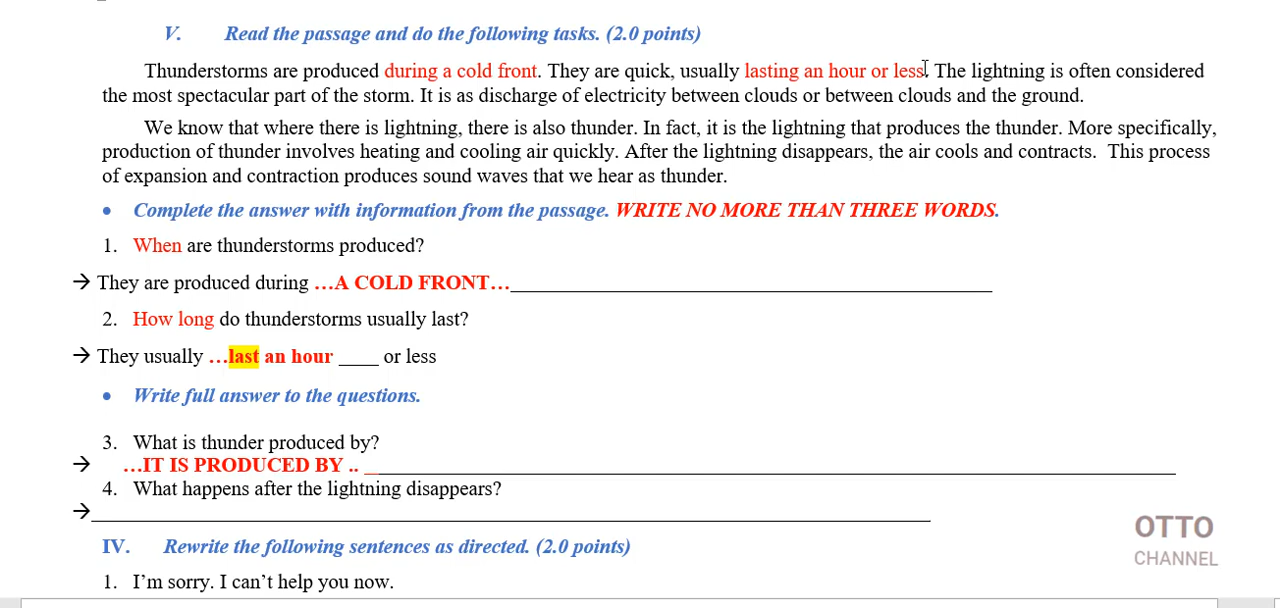 V. Read the passage and do the following tasks. (2.0 points)
Thunderstorms are produced during a cold front. They are quick, usually lasting an hour or less. The lightning is often considered
the most spectacular part of the storm. It is as discharge of electricity between clouds or between clouds and the ground.
We know that where there is lightning, there is also thunder. In fact, it is the lightning that produces the thunder. More specifically,
production of thunder involves heating and cooling air quickly. After the lightning disappears, the air cools and contracts. This process
of expansion and contraction produces sound waves that we hear as thunder.
• Complete the answer with information from the passage. WRITE NO MORE THAN THREE WORDS.
1. When are thunderstorms produced?
→ They are produced during …A COLD FRONT…
2. How long do thunderstorms usually last?
→ They usually …last an hour ____ or less
• Write full answer to the questions.
3. What is thunder produced by?
→ …IT IS PRODUCED BY ..
4. What happens after the lightning disappears?
→
IV. Rewrite the following sentences as directed. (2.0 points)
1. I’m sorry. I can’t help you now.
OTTO
CHANNEL